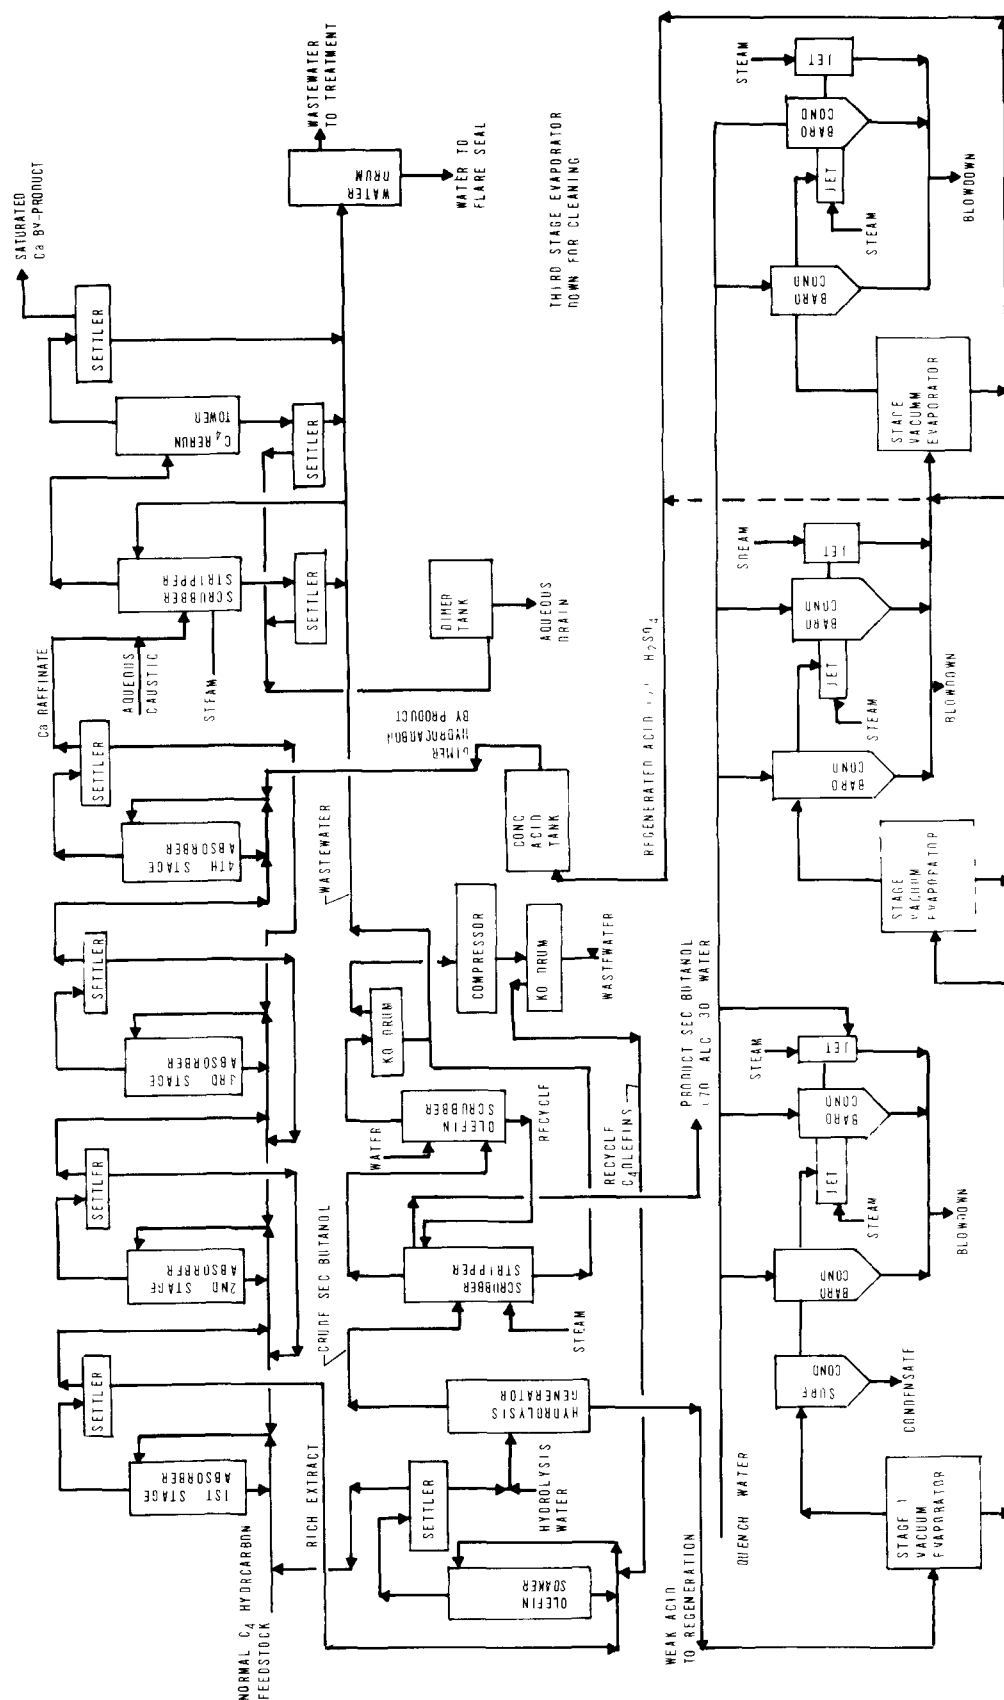 SATURATED
Ca BY-PRODUCT
SETTLER
C4 RERUN
TOWER
SETTLER
WATER
DRUM
WASTEWATER
TO TREATMENT
WATER TO
FLARE SEAL
THIRD STAGE EVAPORATOR
DOWN FOR CLEANING
Ca RAFFINATE
AQUEOUS
CAUSTIC
STEAM
SCRUBBER
STRIPPER
SETTLER
DIMER
TANK
AQUEOUS
DRAIN
SETTLER
4TH STAGE
ABSORBER
DIMER
HYDROCARBON
BY PRODUCT
CONC
ACID
TANK
REGENERATED ACID
H2SO4
WASTEWATER
SETTLER
3RD STAGE
ABSORBER
COMPRESSOR
KO DRUM
WASTEWATER
KO DRUM
SETTLER
2ND STAGE
ABSORBER
OLEFIN
SCRUBBER
WATER
RECYCLE
RECYCLE
C4 OLEFINS
PRODUCT SEC BUTANOL
70 ALC 30 WATER
CRUDE SEC BUTANOL
SCRUBBER
STRIPPER
STEAM
SETTLER
1ST STAGE
ABSORBER
NORMAL C4 HYDRCARBON
FEEDSTOCK
RICH EXTRACT
SETTLER
HYDROLYSIS
GENERATOR
HYDROLYSIS
WATER
OLEFIN
SOAKER
WEAK ACID
TO REGENERATION
QUENCH WATER
STAGE 1
VACUUM
EVAPORATOR
SURF
COND
CONDENSATE
BARO
COND
JET
STEAM
BARO
COND
JET
STEAM
BLOWDOWN
STAGE
VACUUM
EVAPORATOR
BARO
COND
JET
STEAM
BARO
COND
JET
STEAM
BLOWDOWN
STAGE
VACUMM
EVAPORATOR
BARO
COND
JET
STEAM
BARO
COND
JET
STEAM
BLOWDOWN